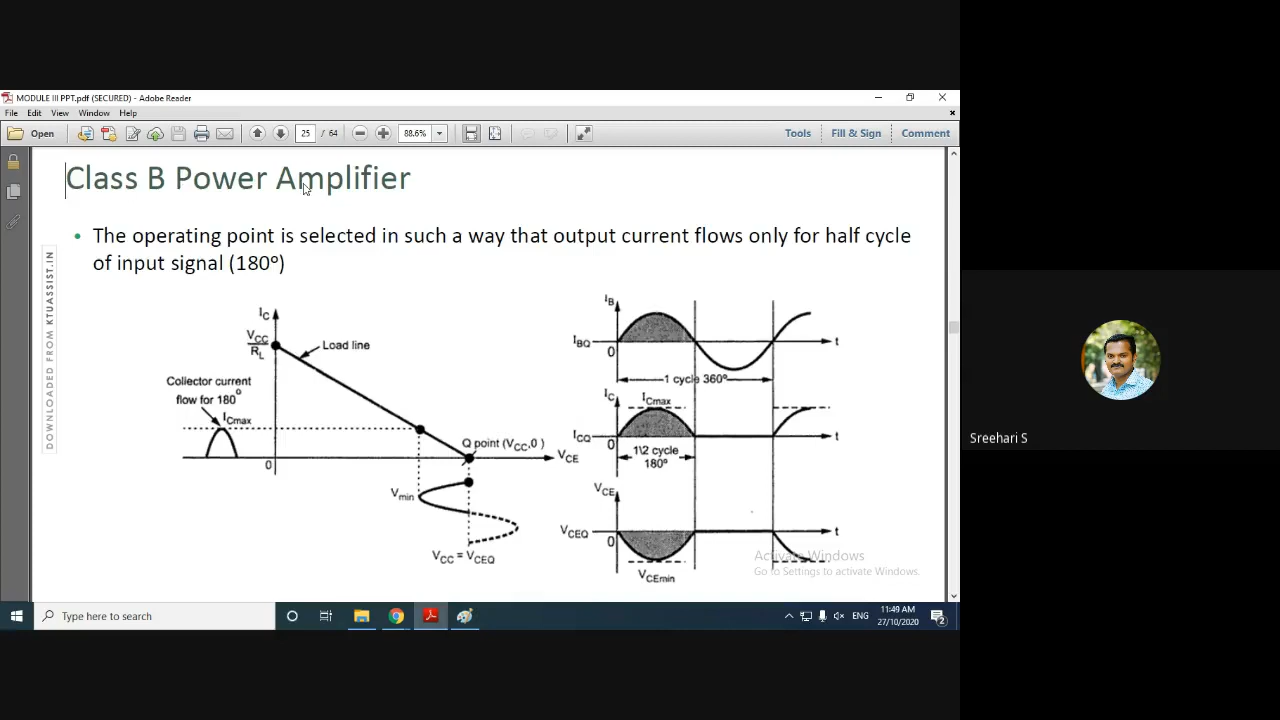 MODULE III PPT.pdf (SECURED) - Adobe Reader
File Edit View Window Help
Open 25 / 64 88.6% Tools Fill & Sign Comment
Class B Power Amplifier
• The operating point is selected in such a way that output current flows only for half cycle
of input signal (180°)
DOWNLOADED FROM KTUASSIST.IN
IC
VCC
RL
Load line
Collector current
flow for 180°
ICmax
Q point (VCC,0 )
VCE
0
Vmin
VCC = VCEQ
IB
IBQ
0
t
1 cycle 360°
IC
ICmax
ICQ
0
t
1\2 cycle
180°
VCE
VCEQ
0
t
VCEmin
Activate Windows
Go to Settings to activate Windows.
Sreehari S
Type here to search
ENG
11:49 AM
27/10/2020
2